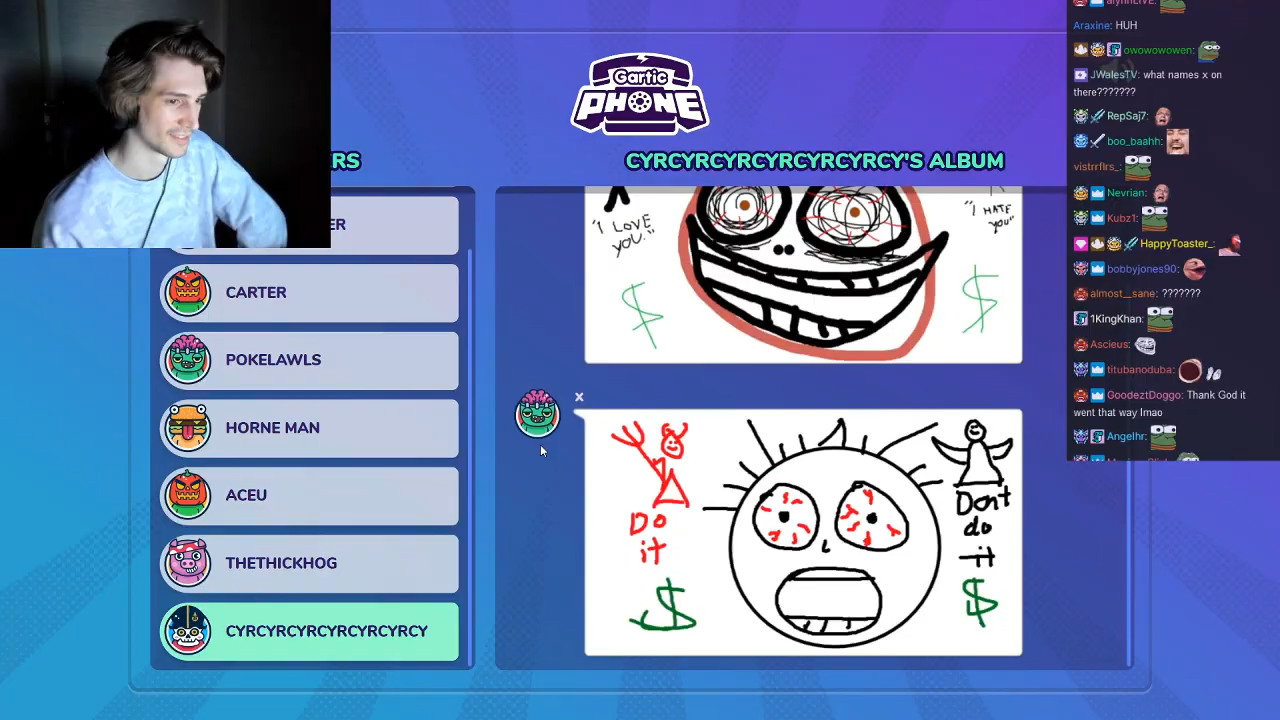 Gartic
PHONE
RS
CYRCYRCYRCYRCYRCYRCY'S ALBUM
ER
CARTER
POKELAWLS
HORNE MAN
ACEU
THETHICKHOG
CYRCYRCYRCYRCYRCYRCY
"I LOVE
YOU."
"I HATE
YOU"
$
$
x
Do
it
$
Don't
do
it
$
alynnLIVE:
Araxine: HUH
owowowowen:
JWalesTV: what names x on
there???????
RepSaj7:
boo_baahh:
vistrrflrs_:
Nevrian:
Kubz1:
HappyToaster_:
bobbyjones90:
almost__sane: ???????
1KingKhan:
Ascieus:
titubanoduba:
GoodeztDoggo: Thank God it
went that way lmao
Angelhr: